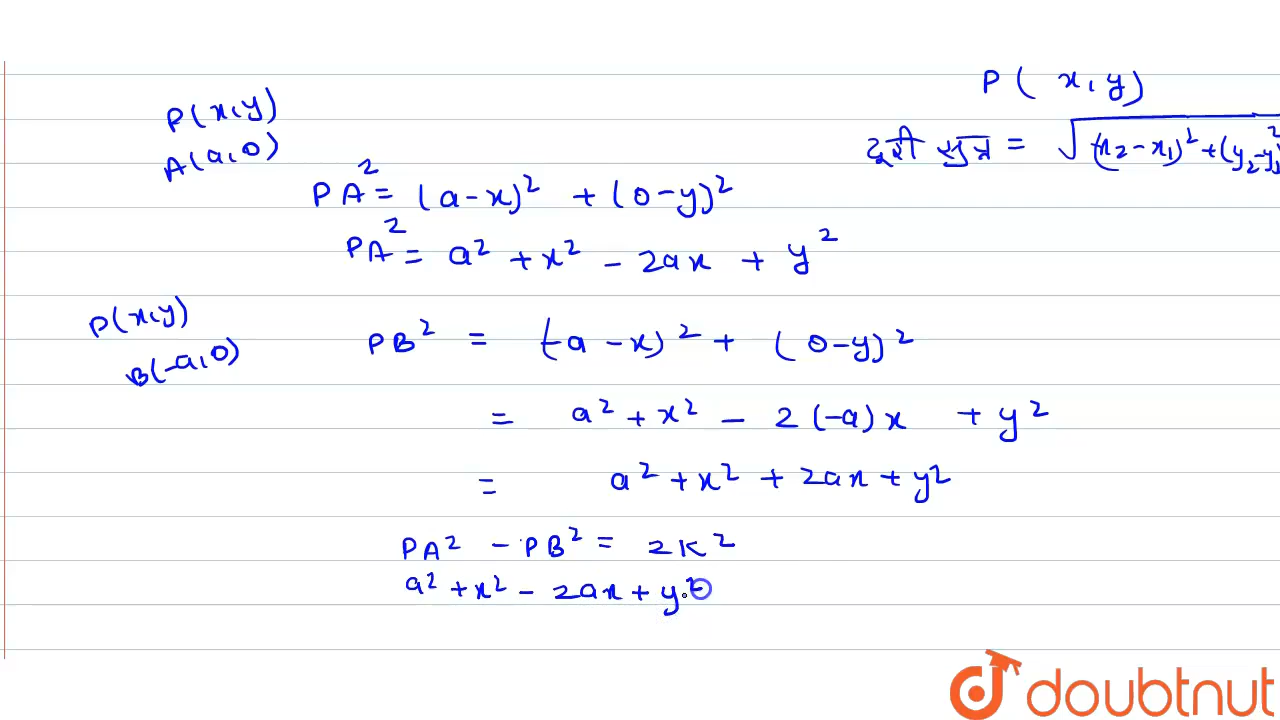 P(x,y)
P(x,y)
A(a,0)
दूरी सूत्र = √(x₂-x₁)²+(y₂-y₁)²
PA² = (a-x)² + (0-y)²
PA² = a² + x² - 2ax + y²
P(x,y)
B(-a,0)
PB² = (-a-x)² + (0-y)²
= a² + x² - 2(-a)x + y²
= a² + x² + 2ax + y²
PA² - PB² = 2K²
a² + x² - 2ax + y²
doubtnut